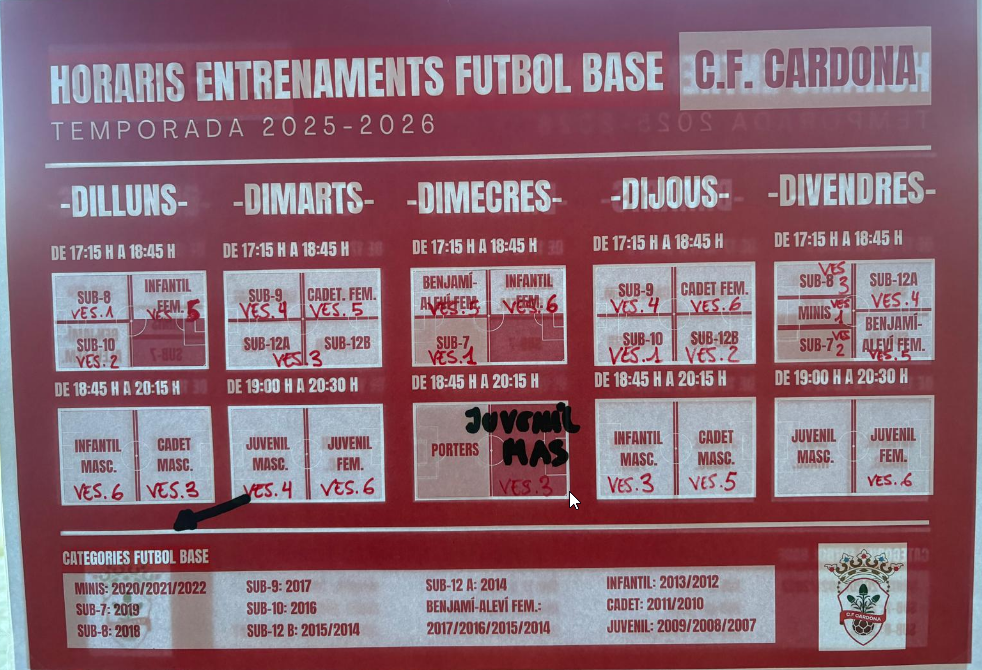 HORARIS ENTRENAMENTS FUTBOL BASE C.F. CARDONA
TEMPORADA 2025-2026
-DILLUNS-
DE 17:15 H A 18:45 H
SUB-8
VES.1
INFANTIL
FEM.
VES.5
SUB-10
VES.2
DE 18:45 H A 20:15 H
INFANTIL
MASC.
VES.6
CADET
MASC.
VES.3
-DIMARTS-
DE 17:15 H A 18:45 H
SUB-9
VES.4
CADET. FEM.
VES.5
SUB-12A
SUB-12B
VES.3
DE 19:00 H A 20:30 H
JUVENIL
MASC.
VES.4
JUVENIL
FEM.
VES.6
-DIMECRES-
DE 17:15 H A 18:45 H
BENJAMÍ-
ALEVÍ FEM.
VES.5
INFANTIL
FEM.
VES.6
SUB-7
VES.1
DE 18:45 H A 20:15 H
PORTERS
JUVENIL
MAS
VES.3
-DIJOUS-
DE 17:15 H A 18:45 H
SUB-9
VES.4
CADET FEM.
VES.6
SUB-10
VES.1
SUB-12B
VES.2
DE 18:45 H A 20:15 H
INFANTIL
MASC.
VES.3
CADET
MASC.
VES.5
-DIVENDRES-
DE 17:15 H A 18:45 H
SUB-8
VES
3
MINIS
VES
1
SUB-7
VES
2
SUB-12A
VES.4
BENJAMÍ-
ALEVÍ FEM.
VES.5
DE 19:00 H A 20:30 H
JUVENIL
MASC.
JUVENIL
FEM.
VES.6
CATEGORIES FUTBOL BASE
MINIS: 2020/2021/2022
SUB-7: 2019
SUB-8: 2018
SUB-9: 2017
SUB-10: 2016
SUB-12 B: 2015/2014
SUB-12 A: 2014
BENJAMÍ-ALEVÍ FEM.:
2017/2016/2015/2014
INFANTIL: 2013/2012
CADET: 2011/2010
JUVENIL: 2009/2008/2007
C.F. CARDONA